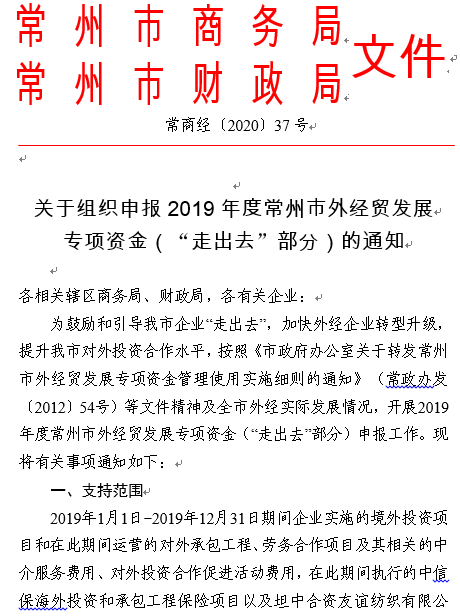 常州市商务局
常州市财政局
文件
常商经〔2020〕37号
关于组织申报2019年度常州市外经贸发展
专项资金（“走出去”部分）的通知
各相关辖区商务局、财政局，各有关企业：
为鼓励和引导我市企业“走出去”，加快外经企业转型升级，
提升我市对外投资合作水平，按照《市政府办公室关于转发常州
市外经贸发展专项资金管理使用实施细则的通知》（常政办发
〔2012〕54号）等文件精神及全市外经实际发展情况，开展2019
年度常州市外经贸发展专项资金（“走出去”部分）申报工作。现
将有关事项通知如下：
一、支持范围
2019年1月1日-2019年12月31日期间企业实施的境外投资项
目和在此期间运营的对外承包工程、劳务合作项目及其相关的中
介服务费用、对外投资合作促进活动费用，在此期间执行的中信
保海外投资和承包工程保险项目以及坦中合资友谊纺织有限公